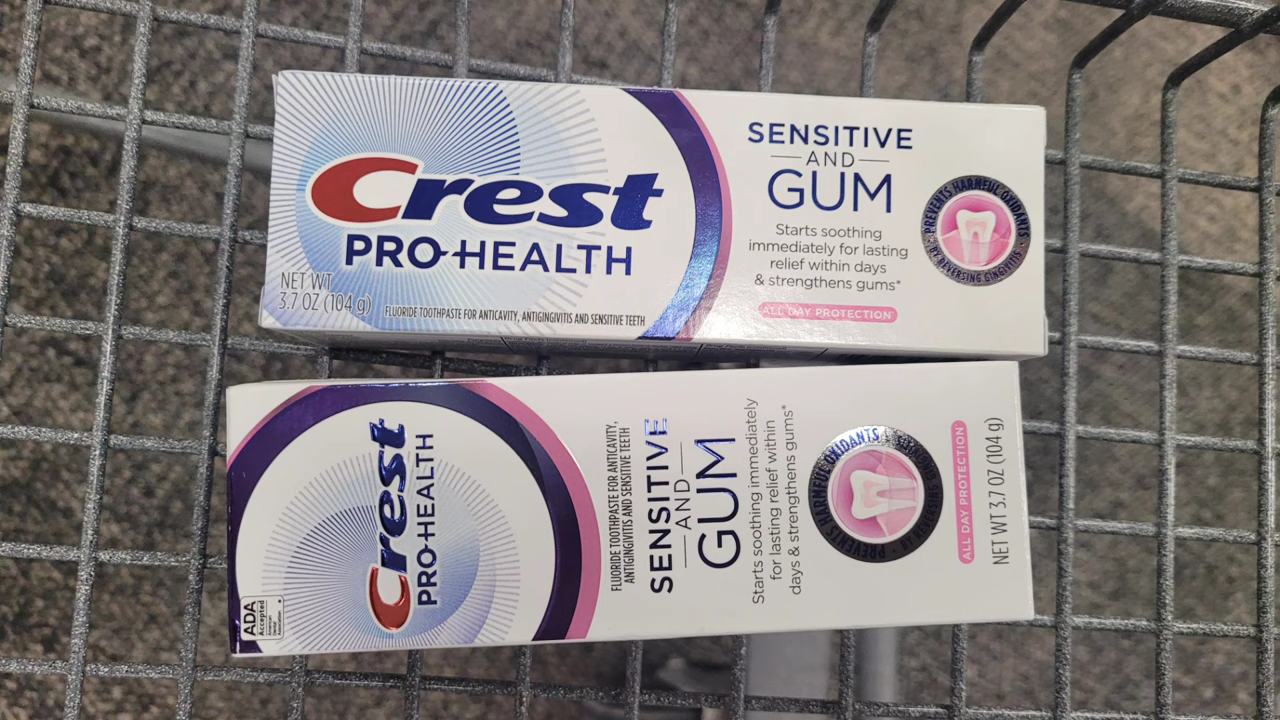 Crest
PRO-HEALTH
NET WT
3.7 OZ (104 g)
FLUORIDE TOOTHPASTE FOR ANTICAVITY, ANTIGINGIVITIS AND SENSITIVE TEETH
SENSITIVE
AND
GUM
Starts soothing
immediately for lasting
relief within days
& strengthens gums*
ALL DAY PROTECTION
PREVENTS HARMFUL OXIDANTS
BY REVERSING GINGIVITIS
ADA
Accepted
American
Dental
Association
Crest
PRO-HEALTH
FLUORIDE TOOTHPASTE FOR ANTICAVITY,
ANTIGINGIVITIS AND SENSITIVE TEETH
SENSITIVE
AND
GUM
Starts soothing immediately
for lasting relief within
days & strengthens gums*
PREVENTS HARMFUL OXIDANTS
ALL DAY PROTECTION
NET WT 3.7 OZ (104 g)